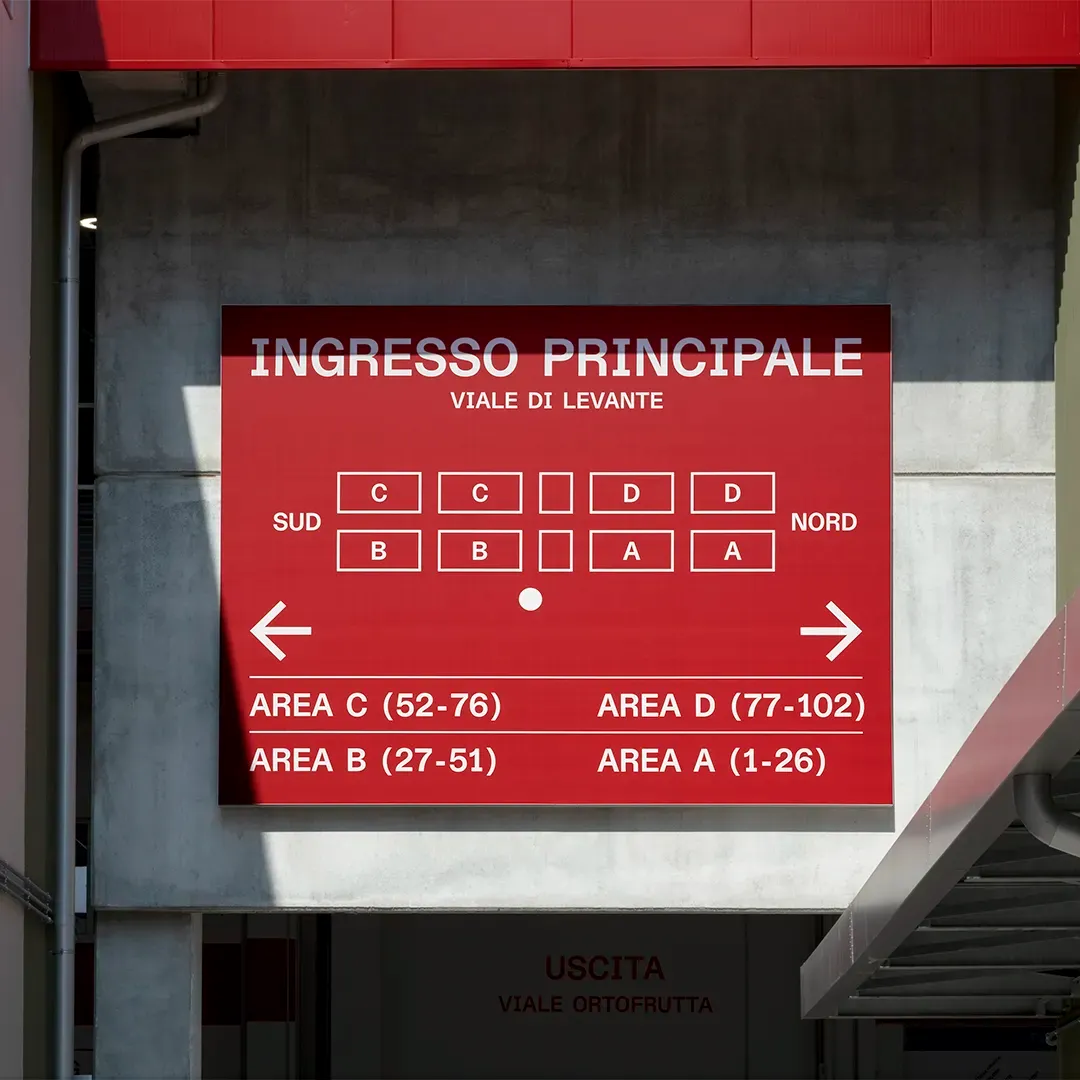 INGRESSO PRINCIPALE
VIALE DI LEVANTE
C C D D
SUD NORD
B B A A
AREA C (52-76) AREA D (77-102)
AREA B (27-51) AREA A (1-26)
USCITA
VIALE ORTOFRUTTA